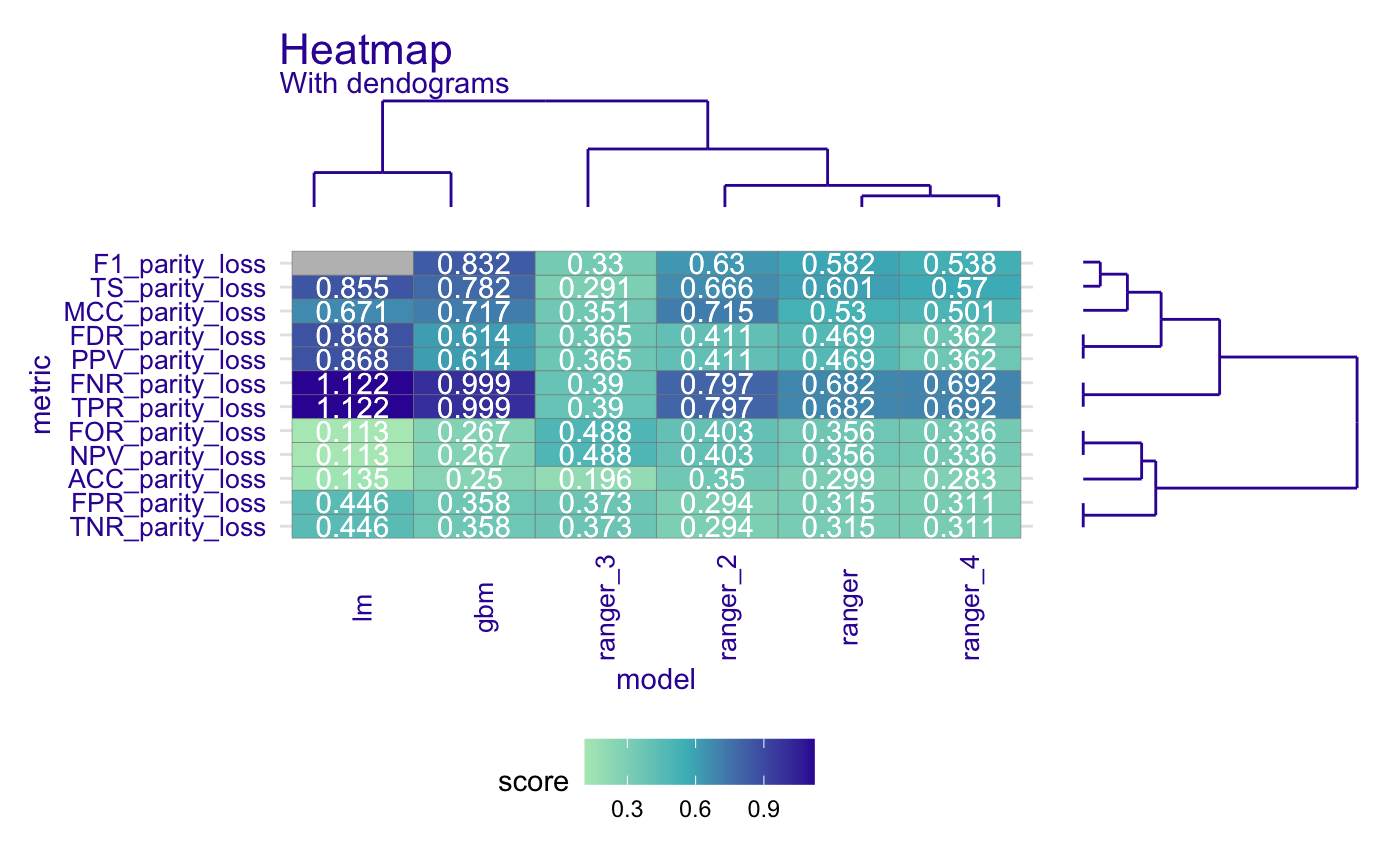 Heatmap
With dendograms
metric
F1_parity_loss 0.832 0.33 0.63 0.582 0.538
TS_parity_loss 0.855 0.782 0.291 0.666 0.601 0.57
MCC_parity_loss 0.671 0.717 0.351 0.715 0.53 0.501
FDR_parity_loss 0.868 0.614 0.365 0.411 0.469 0.362
PPV_parity_loss 0.868 0.614 0.365 0.411 0.469 0.362
FNR_parity_loss 1.122 0.999 0.39 0.797 0.682 0.692
TPR_parity_loss 1.122 0.999 0.39 0.797 0.682 0.692
FOR_parity_loss 0.113 0.267 0.488 0.403 0.356 0.336
NPV_parity_loss 0.113 0.267 0.488 0.403 0.356 0.336
ACC_parity_loss 0.135 0.25 0.196 0.35 0.299 0.283
FPR_parity_loss 0.446 0.358 0.373 0.294 0.315 0.311
TNR_parity_loss 0.446 0.358 0.373 0.294 0.315 0.311
lm gbm ranger_3 ranger_2 ranger ranger_4
model
score
0.3 0.6 0.9